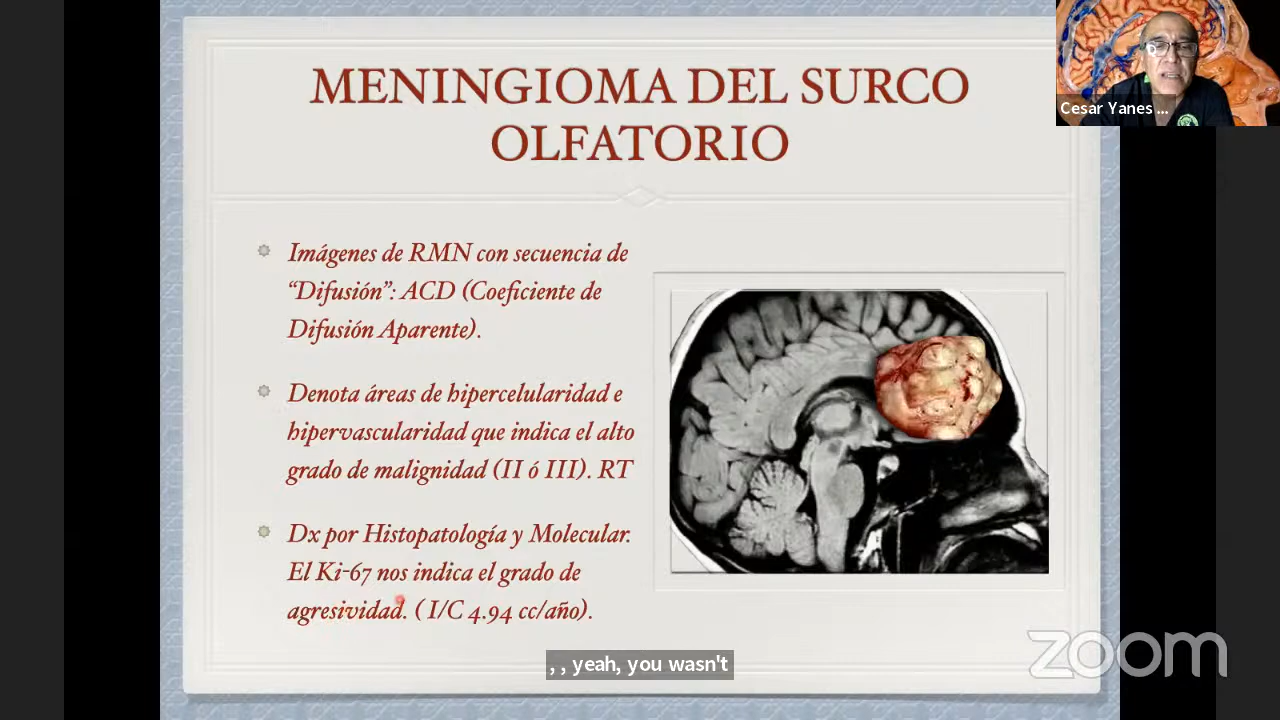 MENINGIOMA DEL SURCO
OLFATORIO
Cesar Yanes ...
Imágenes de RMN con secuencia de
“Difusión”: ACD (Coeficiente de
Difusión Aparente).
Denota áreas de hipercelularidad e
hipervascularidad que indica el alto
grado de malignidad (II ó III). RT
Dx por Histopatología y Molecular.
El Ki-67 nos indica el grado de
agresividad. ( I/C 4.94 cc/año).
, , yeah, you wasn't
zoom